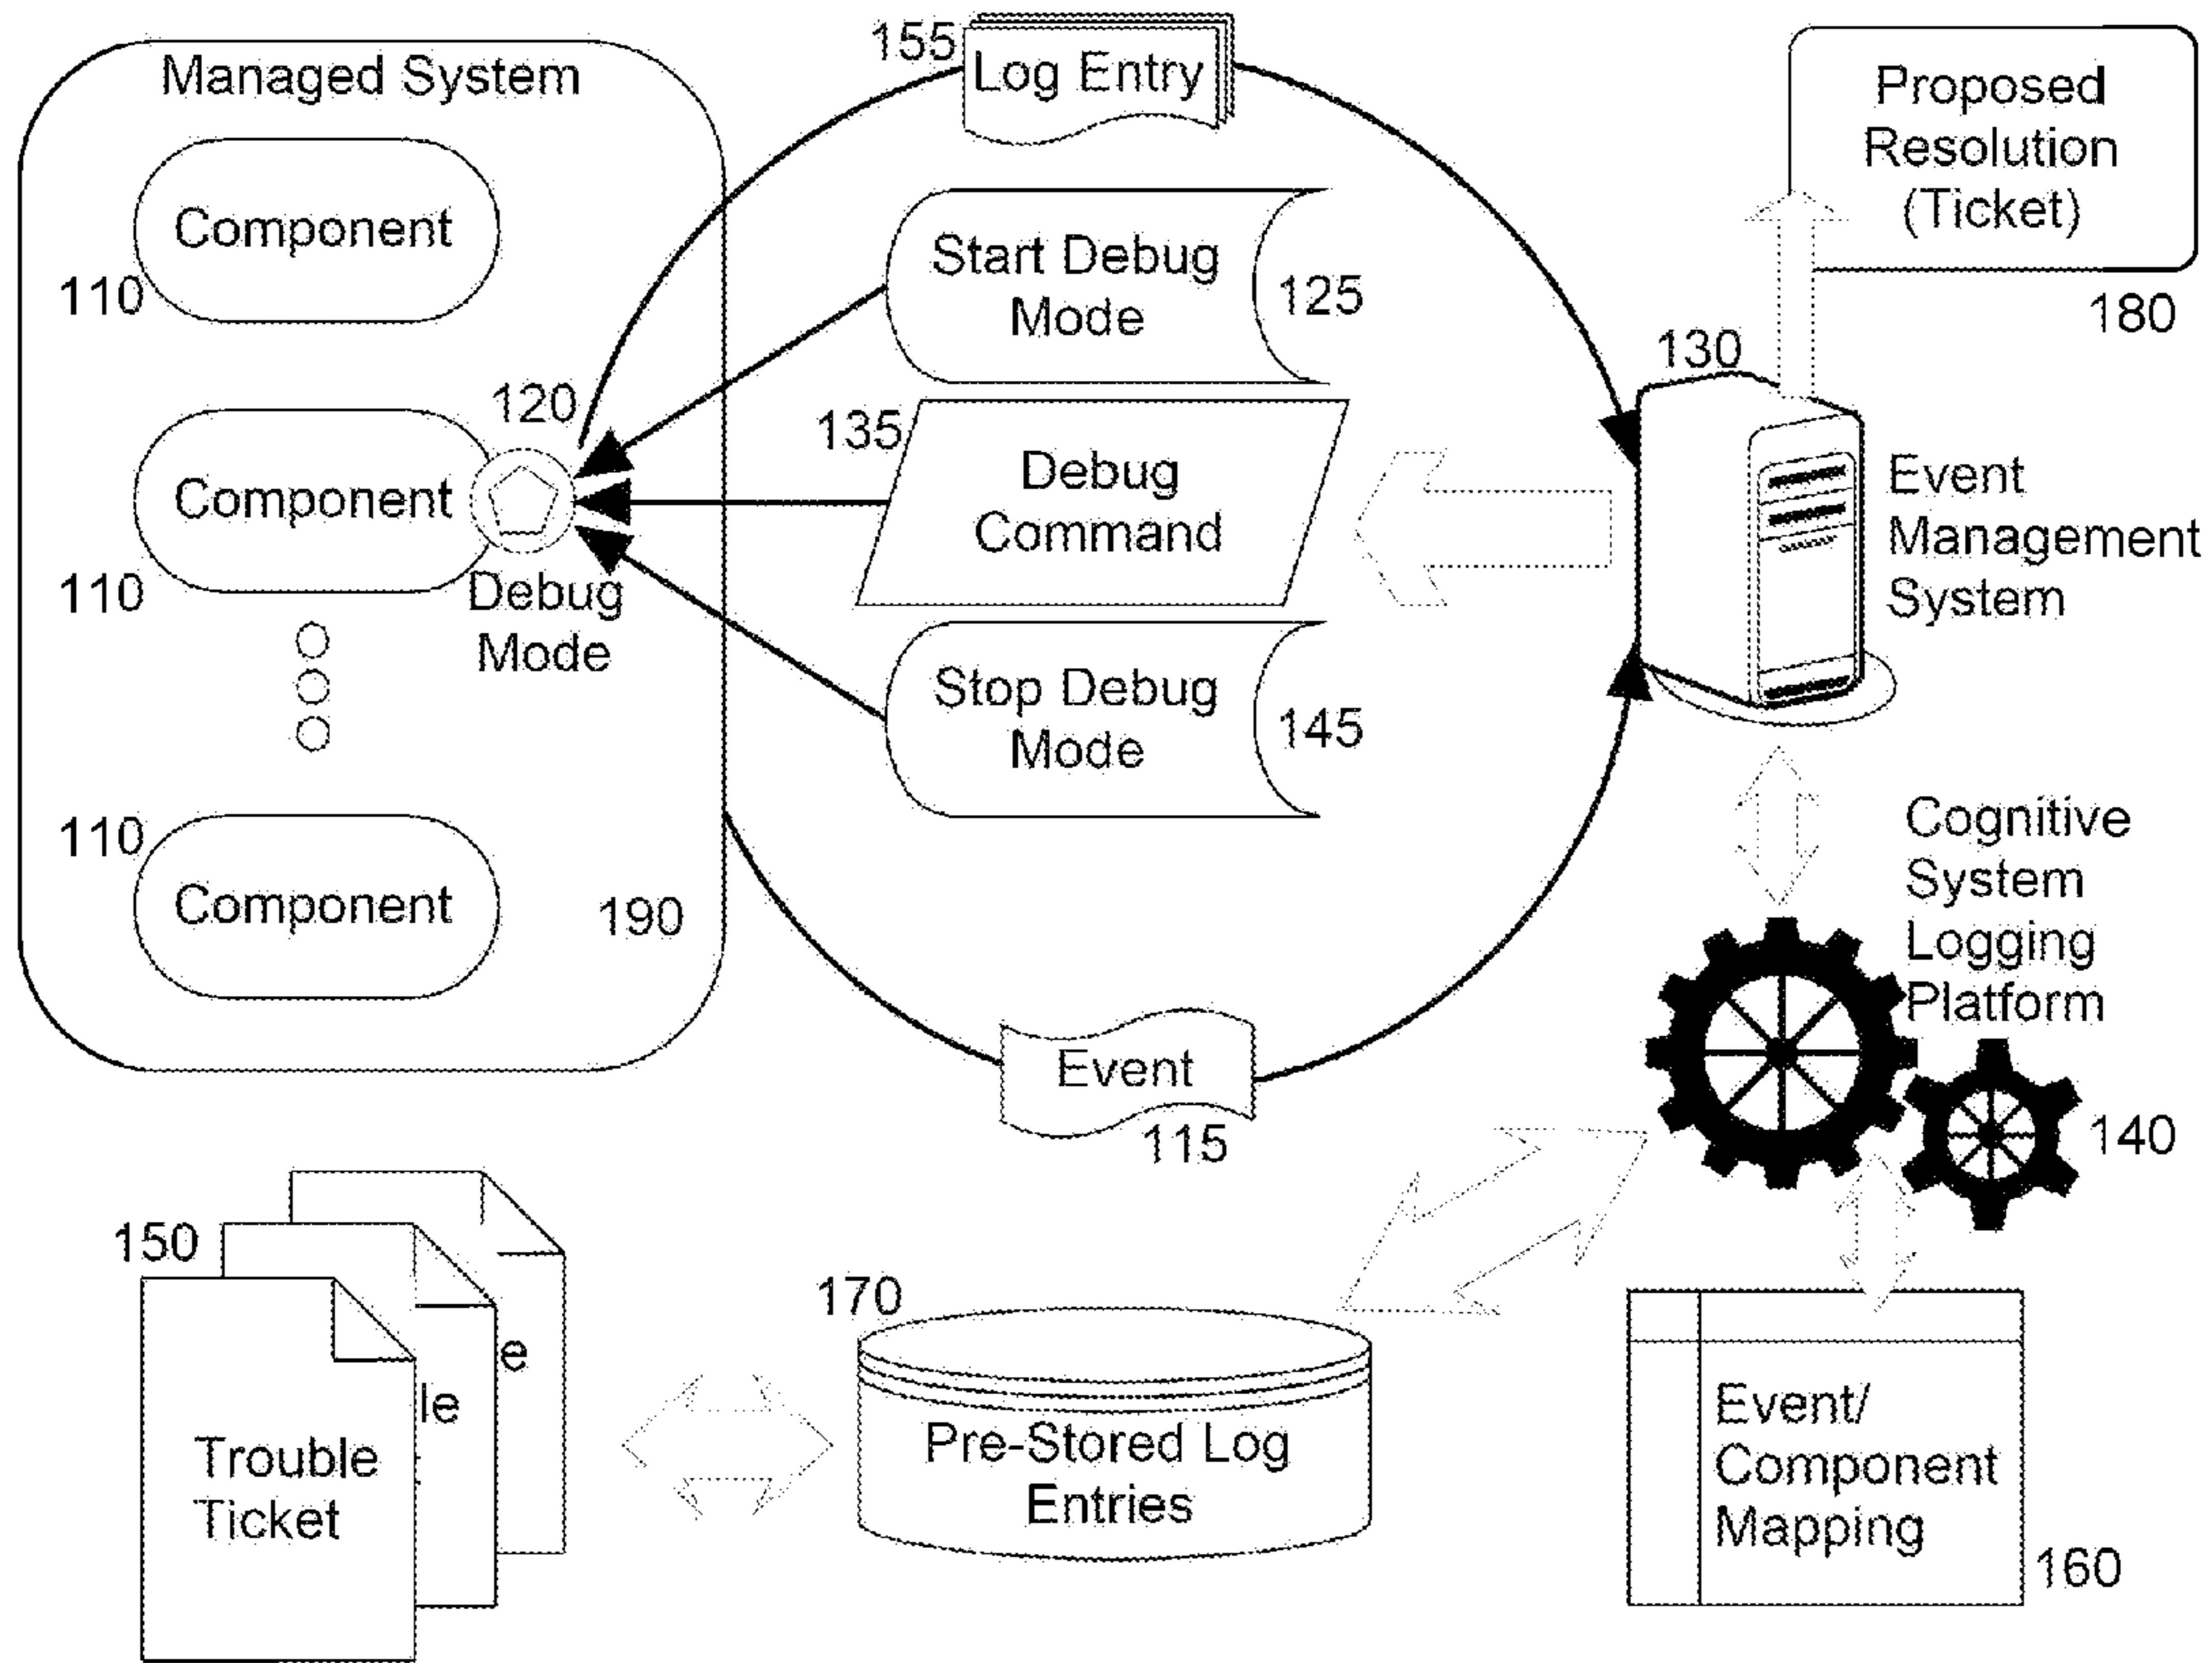 Managed System
Component
110
Component
110
120
Debug
Mode
110
Component
190
155
Log Entry
Start Debug
Mode
125
135
Debug
Command
Stop Debug
Mode
145
Event
115
Proposed
Resolution
(Ticket)
180
130
Event
Management
System
Cognitive
System
Logging
Platform
140
150
e
le
Trouble
Ticket
170
Pre-Stored Log
Entries
Event/
Component
Mapping
160